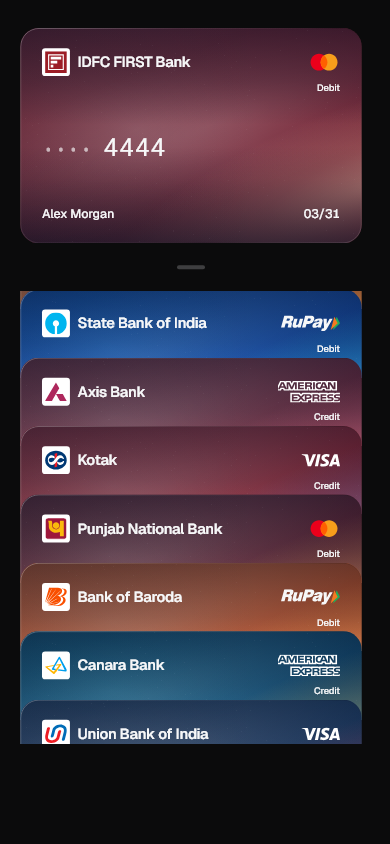 IDFC FIRST Bank
Debit
•••• 4444
Alex Morgan 03/31
State Bank of India RuPay
Debit
Axis Bank AMERICAN EXPRESS
Credit
Kotak VISA
Credit
Punjab National Bank
Debit
Bank of Baroda RuPay
Debit
Canara Bank AMERICAN EXPRESS
Credit
Union Bank of India VISA